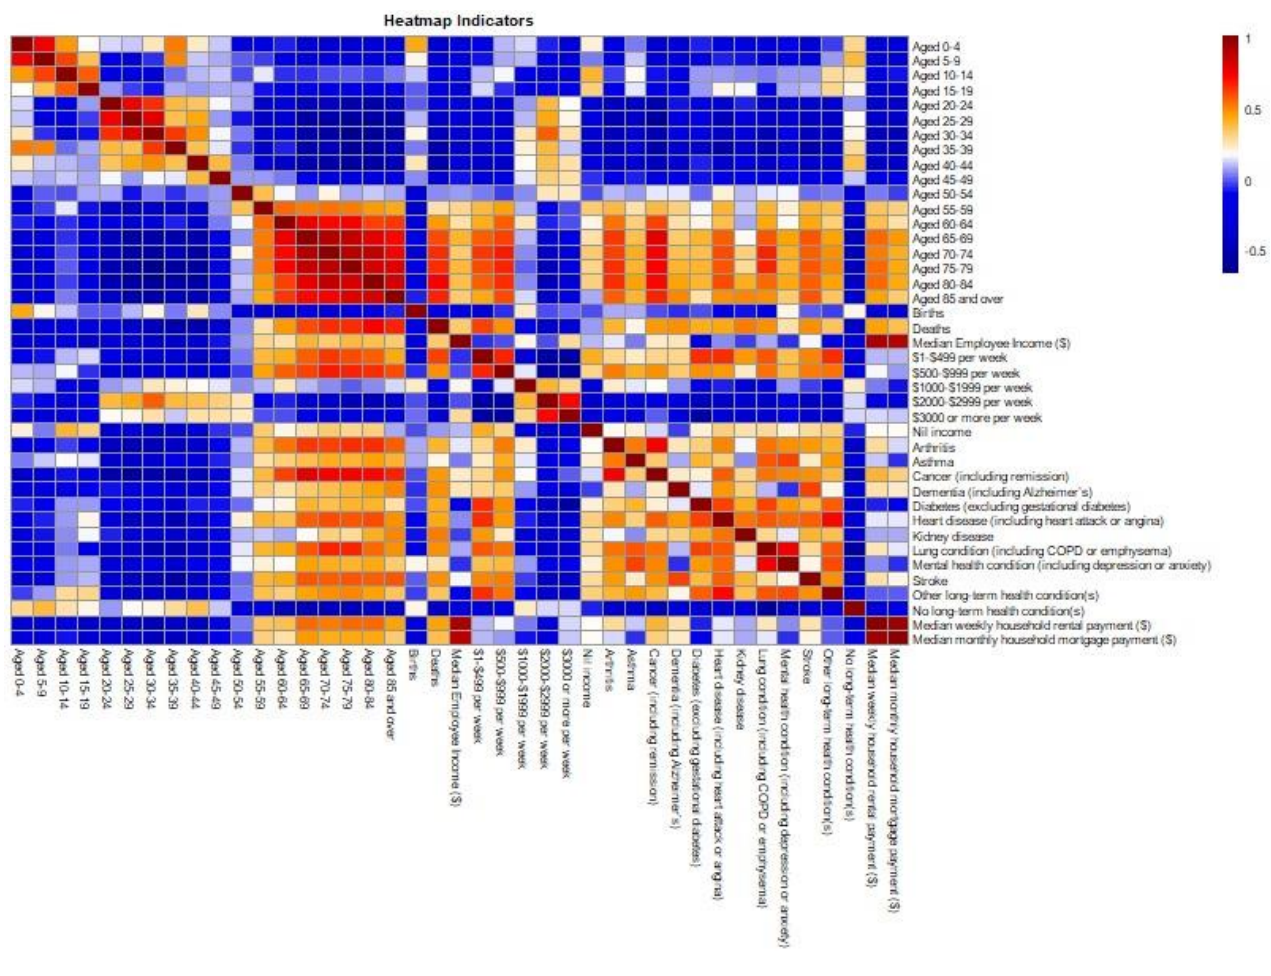 Heatmap Indicators
1
0.5
0
-0.5
Aged 0-4
Aged 5-9
Aged 10-14
Aged 15-19
Aged 20-24
Aged 25-29
Aged 30-34
Aged 35-39
Aged 40-44
Aged 45-49
Aged 50-54
Aged 55-59
Aged 60-64
Aged 65-69
Aged 70-74
Aged 75-79
Aged 80-84
Aged 85 and over
Births
Deaths
Median Employee Income ($)
$1-$499 per week
$500-$999 per week
$1000-$1999 per week
$2000-$2999 per week
$3000 or more per week
Nil income
Arthritis
Asthma
Cancer (including remission)
Dementia (including Alzheimer's)
Diabetes (excluding gestational diabetes)
Heart disease (including heart attack or angina)
Kidney disease
Lung condition (including COPD or emphysema)
Mental health condition (including depression or anxiety)
Stroke
Other long-term health condition(s)
No long-term health condition(s)
Median weekly household rental payment ($)
Median monthly household mortgage payment ($)
Aged 0-4
Aged 5-9
Aged 10-14
Aged 15-19
Aged 20-24
Aged 25-29
Aged 30-34
Aged 35-39
Aged 40-44
Aged 45-49
Aged 50-54
Aged 55-59
Aged 60-64
Aged 65-69
Aged 70-74
Aged 75-79
Aged 80-84
Aged 85 and over
Births
Deaths
Median Employee Income ($)
$1-$499 per week
$500-$999 per week
$1000-$1999 per week
$2000-$2999 per week
$3000 or more per week
Nil income
Arthritis
Asthma
Cancer (including remission)
Dementia (including Alzheimer's)
Diabetes (excluding gestational diabetes)
Heart disease (including heart attack or angina)
Kidney disease
Lung condition (including COPD or emphysema)
Mental health condition (including depression or anxiety)
Stroke
Other long-term health condition(s)
No long-term health condition(s)
Median weekly household rental payment ($)
Median monthly household mortgage payment ($)